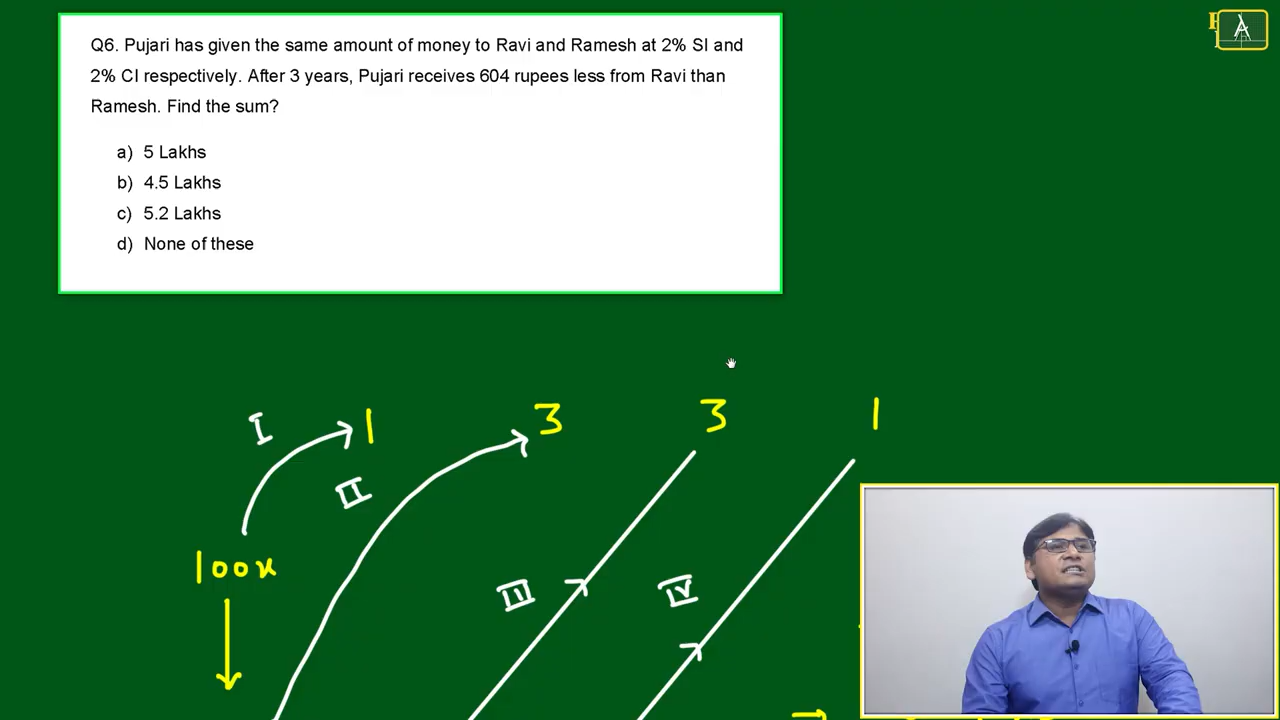 Q6. Pujari has given the same amount of money to Ravi and Ramesh at 2% SI and
2% CI respectively. After 3 years, Pujari receives 604 rupees less from Ravi than
Ramesh. Find the sum?
a) 5 Lakhs
b) 4.5 Lakhs
c) 5.2 Lakhs
d) None of these
I 1 3 3 1
II
100x III IV